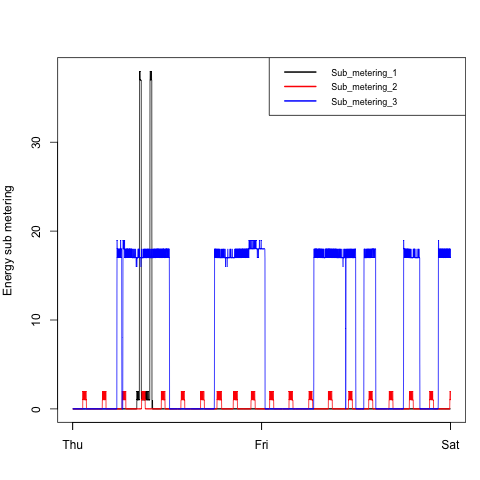 Sub_metering_1
Sub_metering_2
Sub_metering_3
Energy sub metering
30
20
10
0
Thu Fri Sat